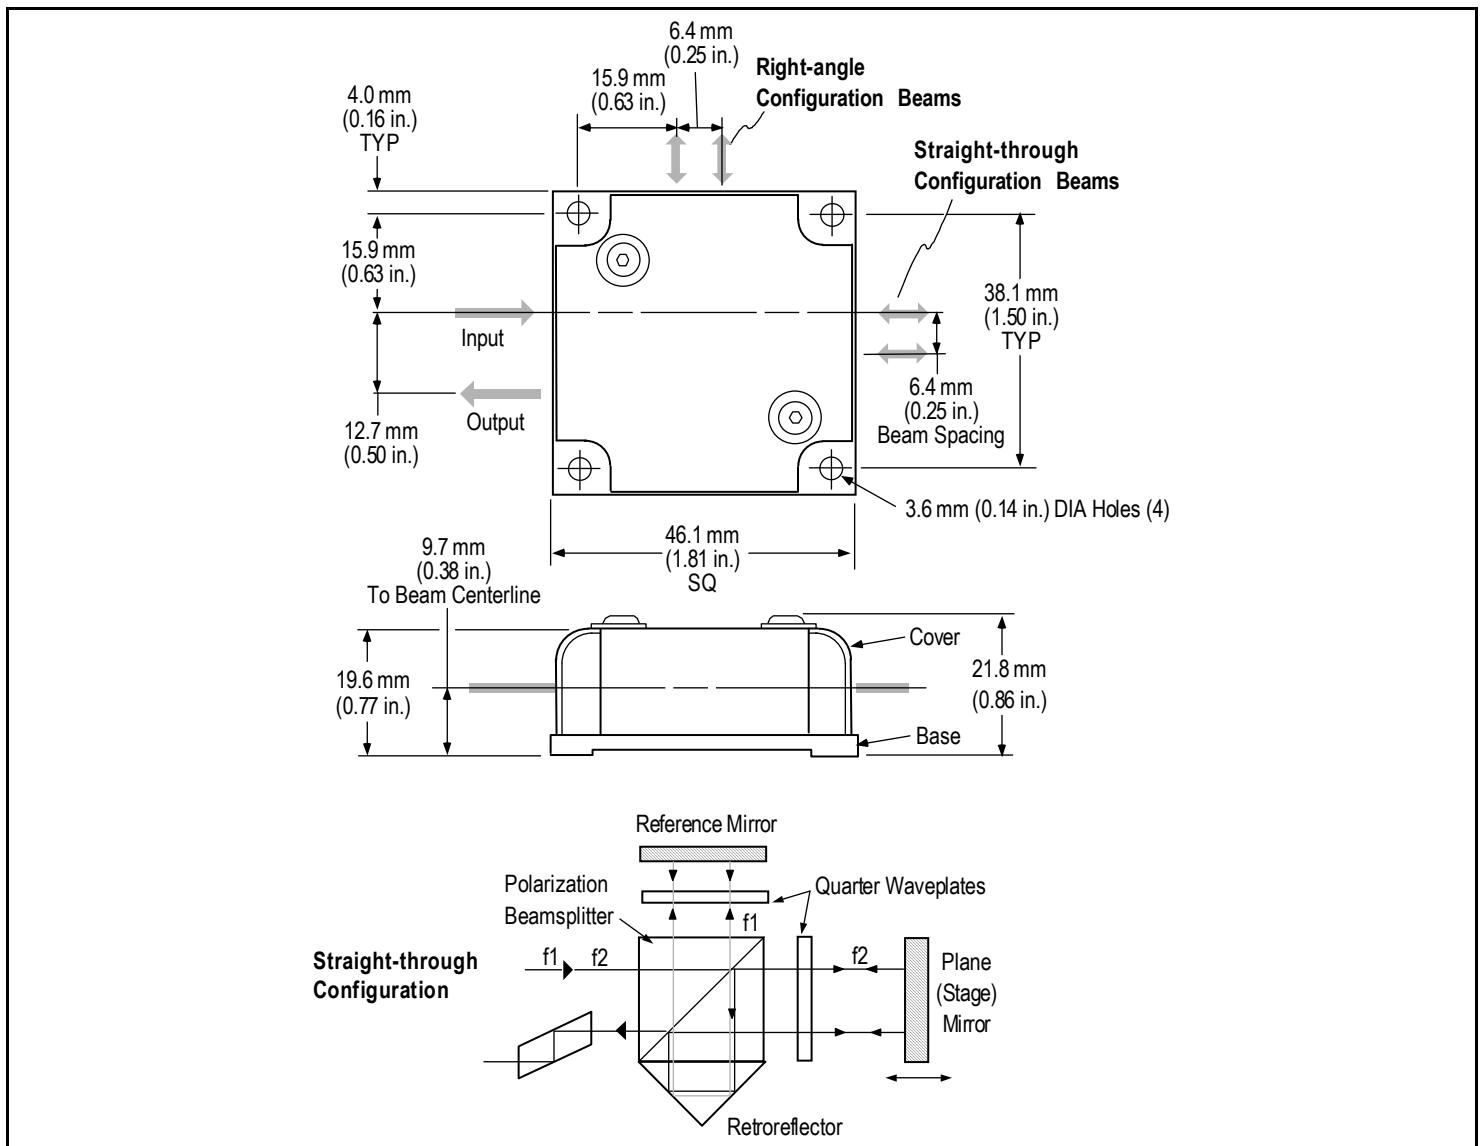 6.4 mm
(0.25 in.)
15.9 mm
(0.63 in.)
Right-angle
Configuration Beams
4.0 mm
(0.16 in.)
TYP
Straight-through
Configuration Beams
15.9 mm
(0.63 in.)
38.1 mm
(1.50 in.)
TYP
Input
Output
12.7 mm
(0.50 in.)
6.4 mm
(0.25 in.)
Beam Spacing
3.6 mm (0.14 in.) DIA Holes (4)
46.1 mm
(1.81 in.)
SQ
9.7 mm
(0.38 in.)
To Beam Centerline
Cover
19.6 mm
(0.77 in.)
21.8 mm
(0.86 in.)
Base
Reference Mirror
Polarization
Beamsplitter
Quarter Waveplates
f1
Straight-through
Configuration
f1
f2
f2
Plane
(Stage)
Mirror
Retroreflector